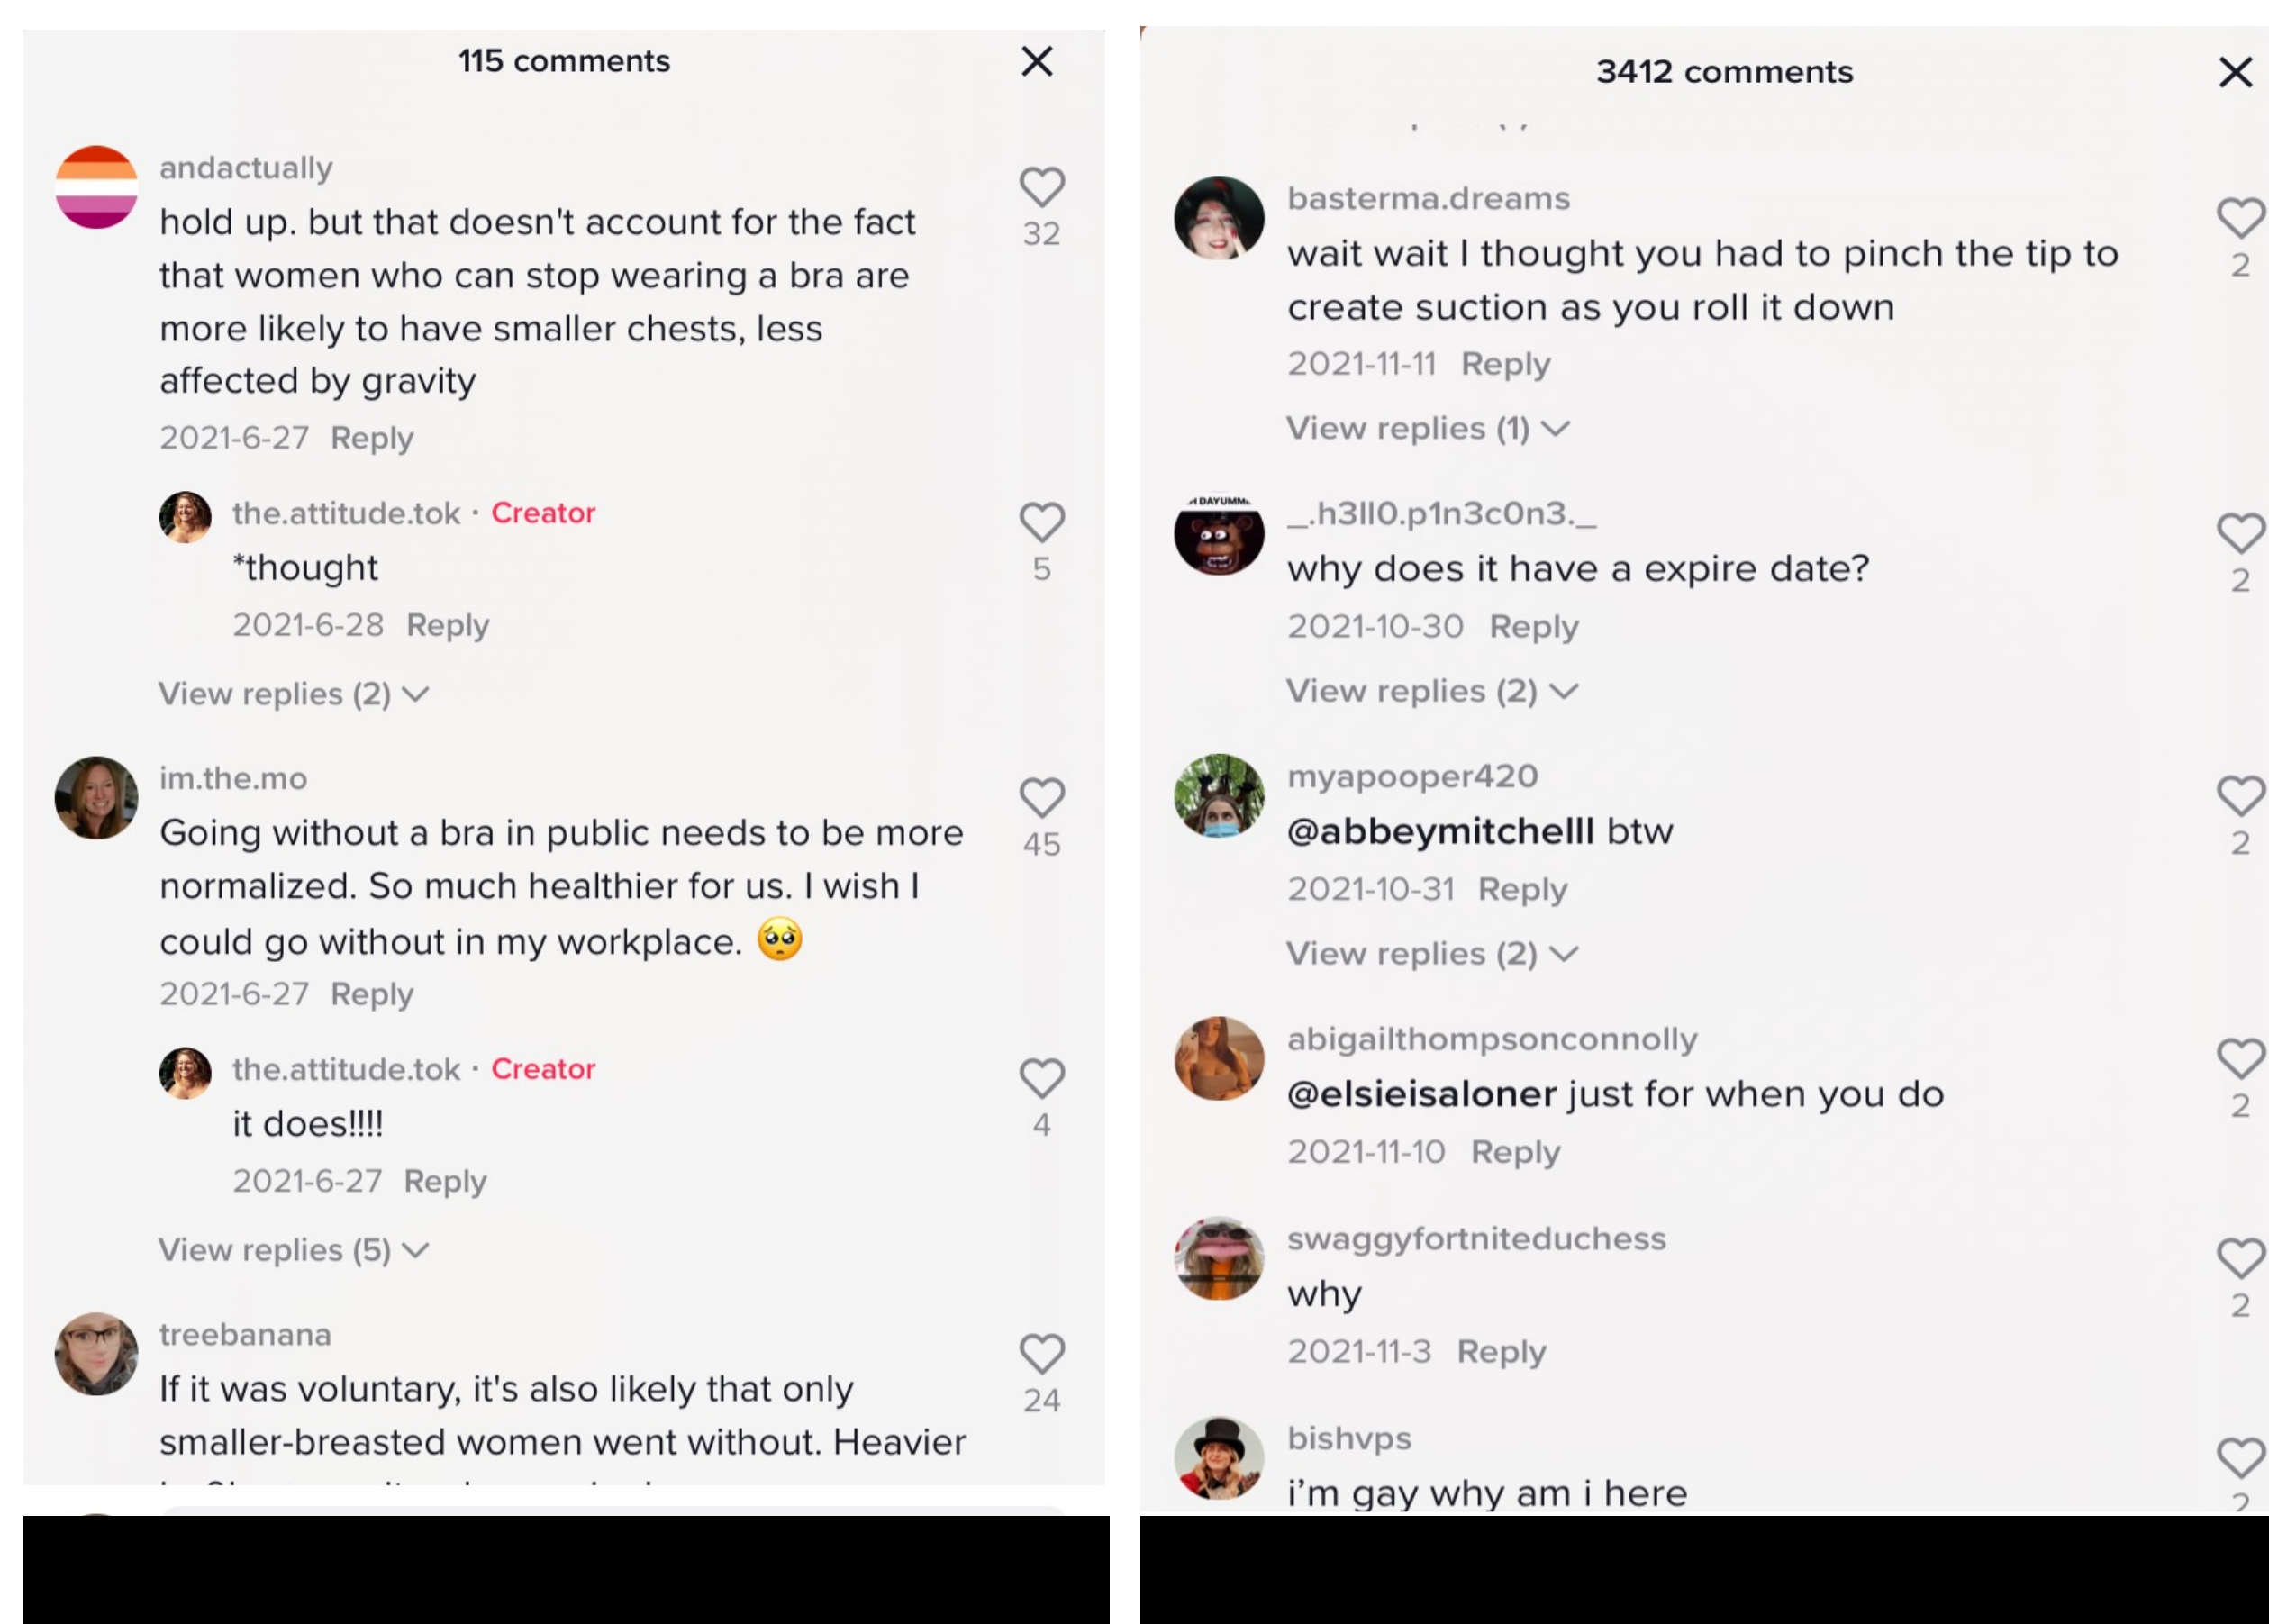 115 comments
andactually
hold up. but that doesn't account for the fact
that women who can stop wearing a bra are
more likely to have smaller chests, less
affected by gravity
32
2021-6-27 Reply
the.attitude.tok · Creator
*thought
5
2021-6-28 Reply
View replies (2)
im.the.mo
Going without a bra in public needs to be more
normalized. So much healthier for us. I wish I
could go without in my workplace. 🥺
45
2021-6-27 Reply
the.attitude.tok · Creator
it does!!!!
4
2021-6-27 Reply
View replies (5)
treebanana
If it was voluntary, it's also likely that only
smaller-breasted women went without. Heavier
24
3412 comments
basterma.dreams
wait wait I thought you had to pinch the tip to
create suction as you roll it down
2
2021-11-11 Reply
View replies (1)
DAYUMM
_.h3ll0.p1n3c0n3._
why does it have a expire date?
2
2021-10-30 Reply
View replies (2)
myapooper420
@abbeymitchelll btw
2
2021-10-31 Reply
View replies (2)
abigailthompsonconnolly
@elsieisaloner just for when you do
2
2021-11-10 Reply
swaggyfortniteduchess
why
2
2021-11-3 Reply
bishvps
i'm gay why am i here
2